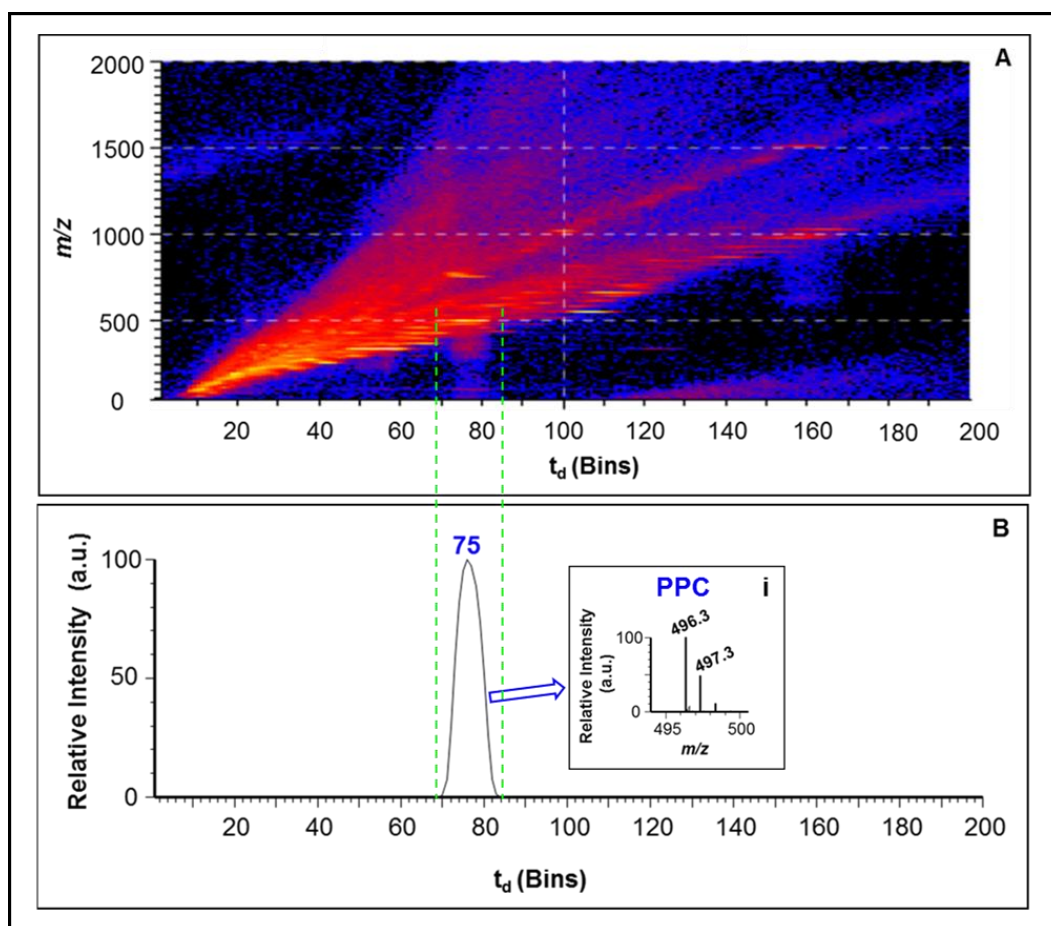 A
2000
1500
1000
500
0
m/z
20 40 60 80 100 120 140 160 180 200
td (Bins)
B
75
100
50
0
Relative Intensity (a.u.)
PPC i
496.3
497.3
100
0
Relative Intensity
(a.u.)
495 500
m/z
20 40 60 80 100 120 140 160 180 200
td (Bins)